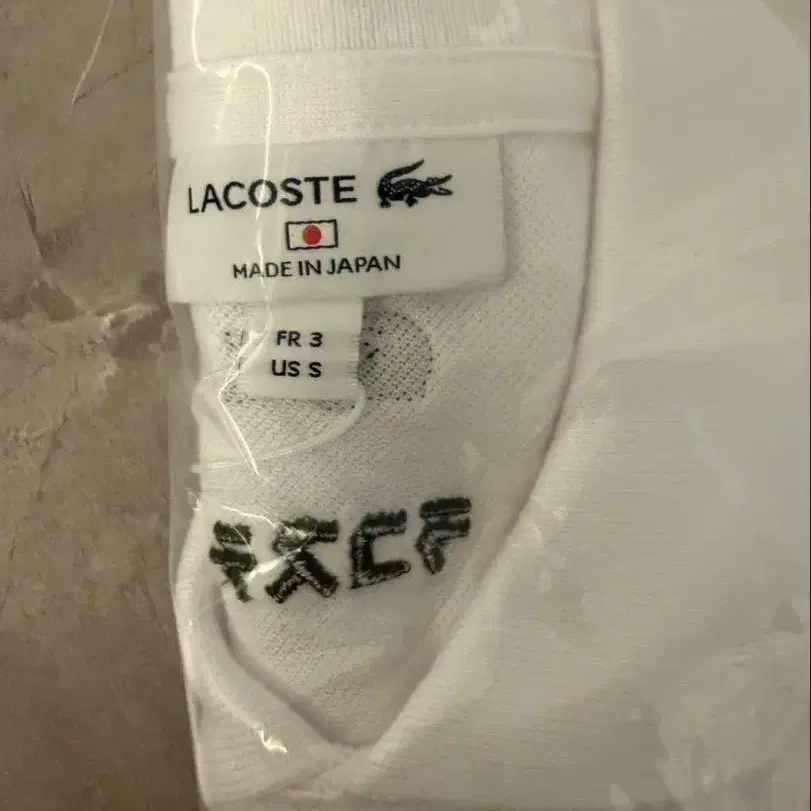 LACOSTE
MADE IN JAPAN
FR 3
US S